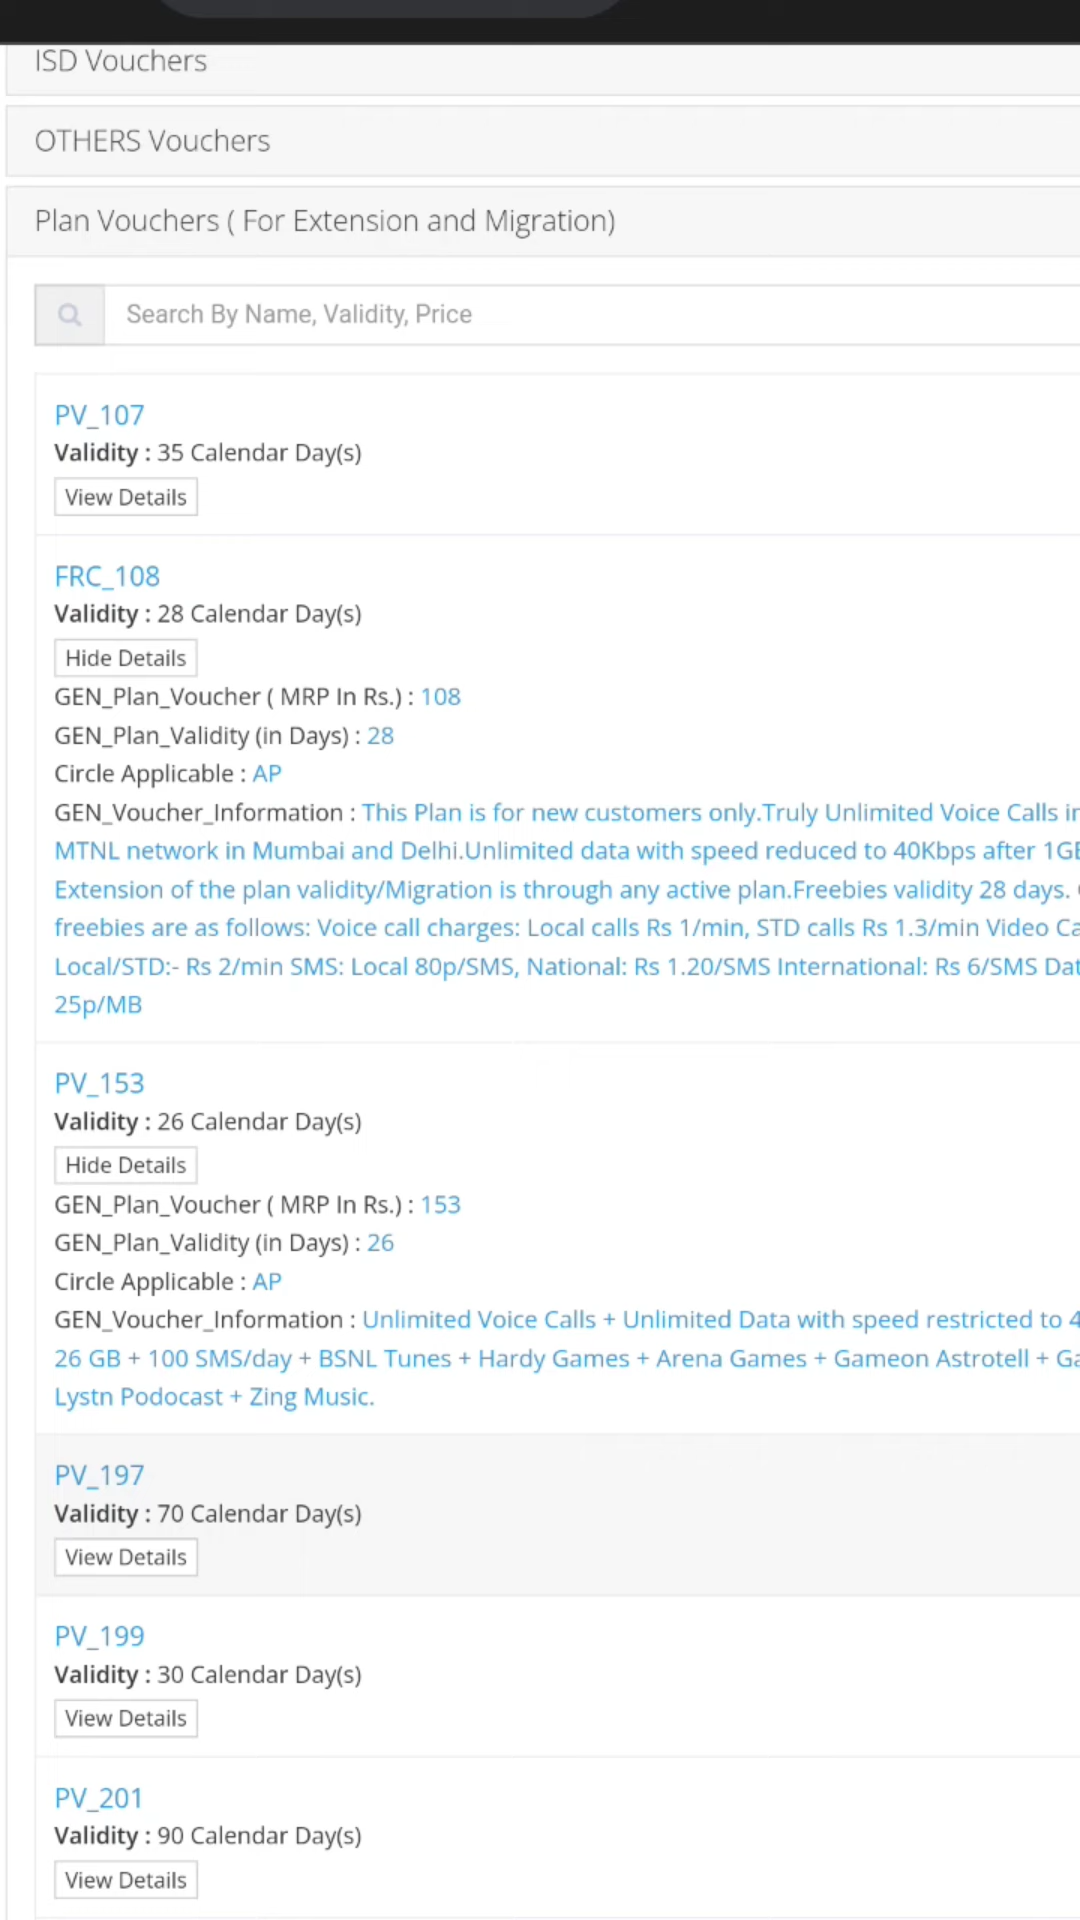 ISD Vouchers
OTHERS Vouchers
Plan Vouchers ( For Extension and Migration)
Search By Name, Validity, Price
PV_107
Validity : 35 Calendar Day(s)
View Details
FRC_108
Validity : 28 Calendar Day(s)
Hide Details
GEN_Plan_Voucher ( MRP In Rs.) : 108
GEN_Plan_Validity (in Days) : 28
Circle Applicable : AP
GEN_Voucher_Information : This Plan is for new customers only.Truly Unlimited Voice Calls in
MTNL network in Mumbai and Delhi.Unlimited data with speed reduced to 40Kbps after 1GB
Extension of the plan validity/Migration is through any active plan.Freebies validity 28 days.
freebies are as follows: Voice call charges: Local calls Rs 1/min, STD calls Rs 1.3/min Video
Local/STD:- Rs 2/min SMS: Local 80p/SMS, National: Rs 1.20/SMS International: Rs 6/SMS
25p/MB
PV_153
Validity : 26 Calendar Day(s)
Hide Details
GEN_Plan_Voucher ( MRP In Rs.) : 153
GEN_Plan_Validity (in Days) : 26
Circle Applicable : AP
GEN_Voucher_Information : Unlimited Voice Calls + Unlimited Data with speed restricted to
26 GB + 100 SMS/day + BSNL Tunes + Hardy Games + Arena Games + Gameon Astrotell +
Lystn Podocast + Zing Music.
PV_197
Validity : 70 Calendar Day(s)
View Details
PV_199
Validity : 30 Calendar Day(s)
View Details
PV_201
Validity : 90 Calendar Day(s)
View Details